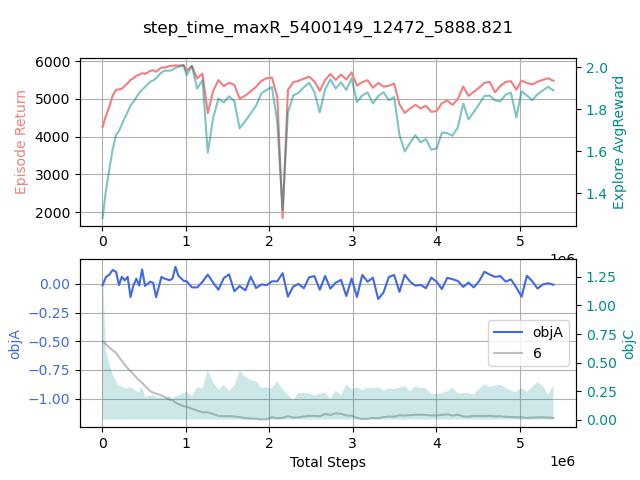 step_time_maxR_5400149_12472_5888.821
Episode Return
6000
5000
4000
3000
2000
Explore AvgReward
2.0
1.8
1.6
1.4
0 1 2 3 4 5
1e6
objA
0.00
−0.25
−0.50
−0.75
−1.00
objC
1.25
1.00
0.75
0.50
0.25
0.00
objA
6
0 1 2 3 4 5
Total Steps
1e6